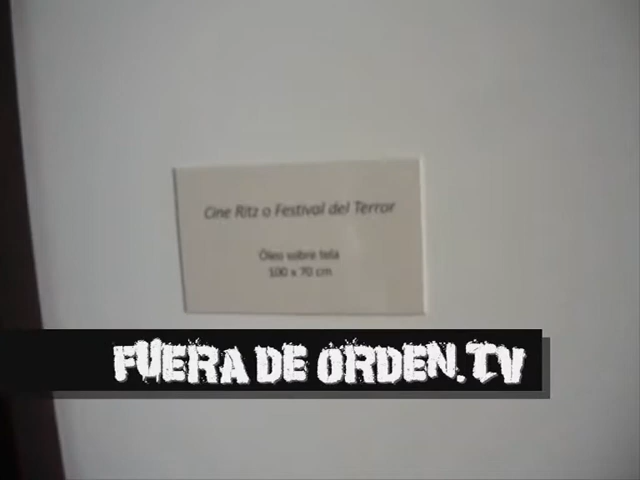 Cine Ritz o Festival del Terror
Óleo sobre tela
100 x 70 cm
FUERA DE ORDEN.TV